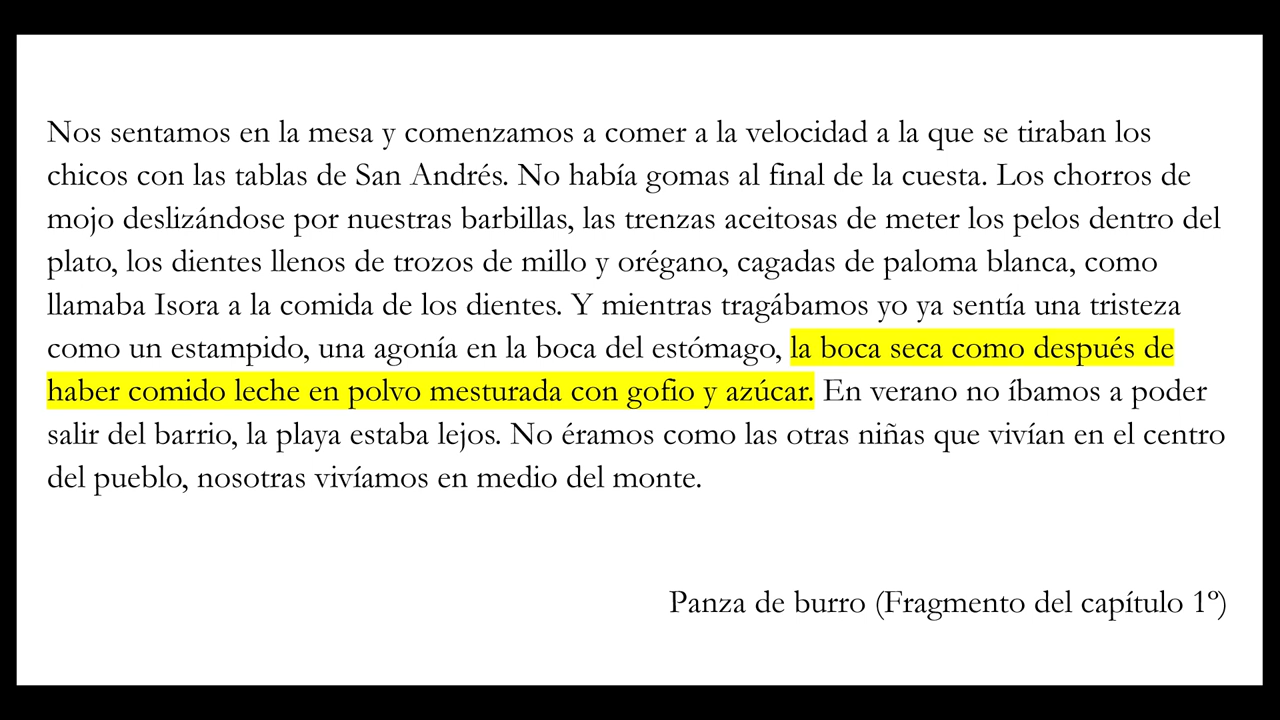 Nos sentamos en la mesa y comenzamos a comer a la velocidad a la que se tiraban los
chicos con las tablas de San Andrés. No había gomas al final de la cuesta. Los chorros de
mojo deslizándose por nuestras barbillas, las trenzas aceitosas de meter los pelos dentro del
plato, los dientes llenos de trozos de millo y orégano, cagadas de paloma blanca, como
llamaba Isora a la comida de los dientes. Y mientras tragábamos yo ya sentía una tristeza
como un estampido, una agonía en la boca del estómago, la boca seca como después de
haber comido leche en polvo mesturada con gofio y azúcar. En verano no íbamos a poder
salir del barrio, la playa estaba lejos. No éramos como las otras niñas que vivían en el centro
del pueblo, nosotras vivíamos en medio del monte.
Panza de burro (Fragmento del capítulo 1º)